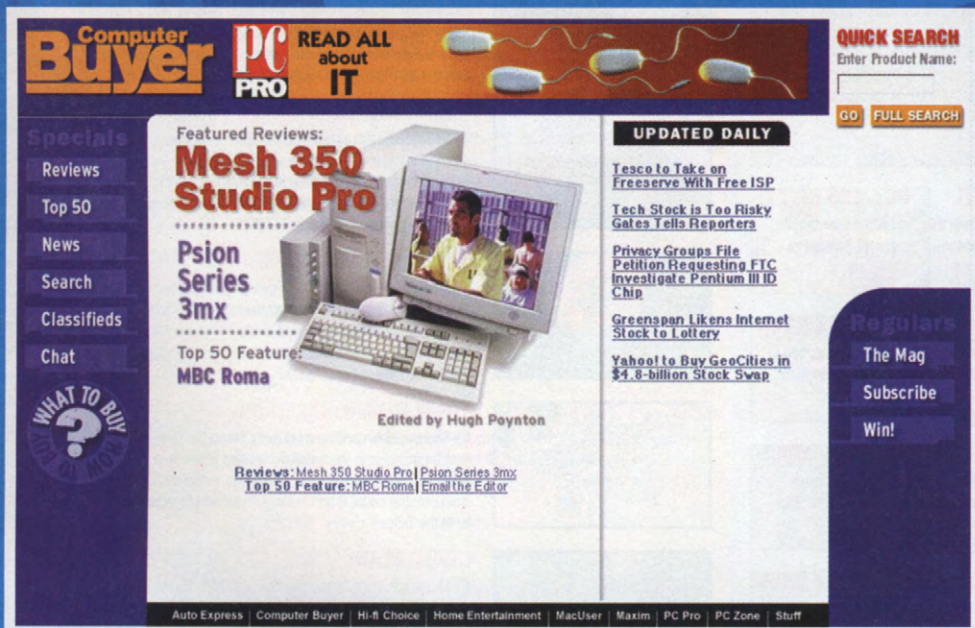 Computer
Buyer
PC
PRO
READ ALL
about
IT
QUICK SEARCH
Enter Product Name:
GO
FULL SEARCH
Specials
Reviews
Top 50
News
Search
Classifieds
Chat
WHAT TO BUY HOW TO BUY
?
Featured Reviews:
Mesh 350
Studio Pro
Psion
Series
3mx
Top 50 Feature:
MBC Roma
Edited by Hugh Poynton
Reviews: Mesh 350 Studio Pro | Psion Series 3mx
Top 50 Feature: MBC Roma | Email the Editor
UPDATED DAILY
Tesco to Take on
Freeserve With Free ISP
Tech Stock is Too Risky
Gates Tells Reporters
Privacy Groups File
Petition Requesting FTC
Investigate Pentium III ID
Chip
Greenspan Likens Internet
Stock to Lottery
Yahoo! to Buy GeoCities in
$4.8-billion Stock Swap
Regulars
The Mag
Subscribe
Win!
Auto Express | Computer Buyer | Hi-fi Choice | Home Entertainment | MacUser | Maxim | PC Pro | PC Zone | Stuff